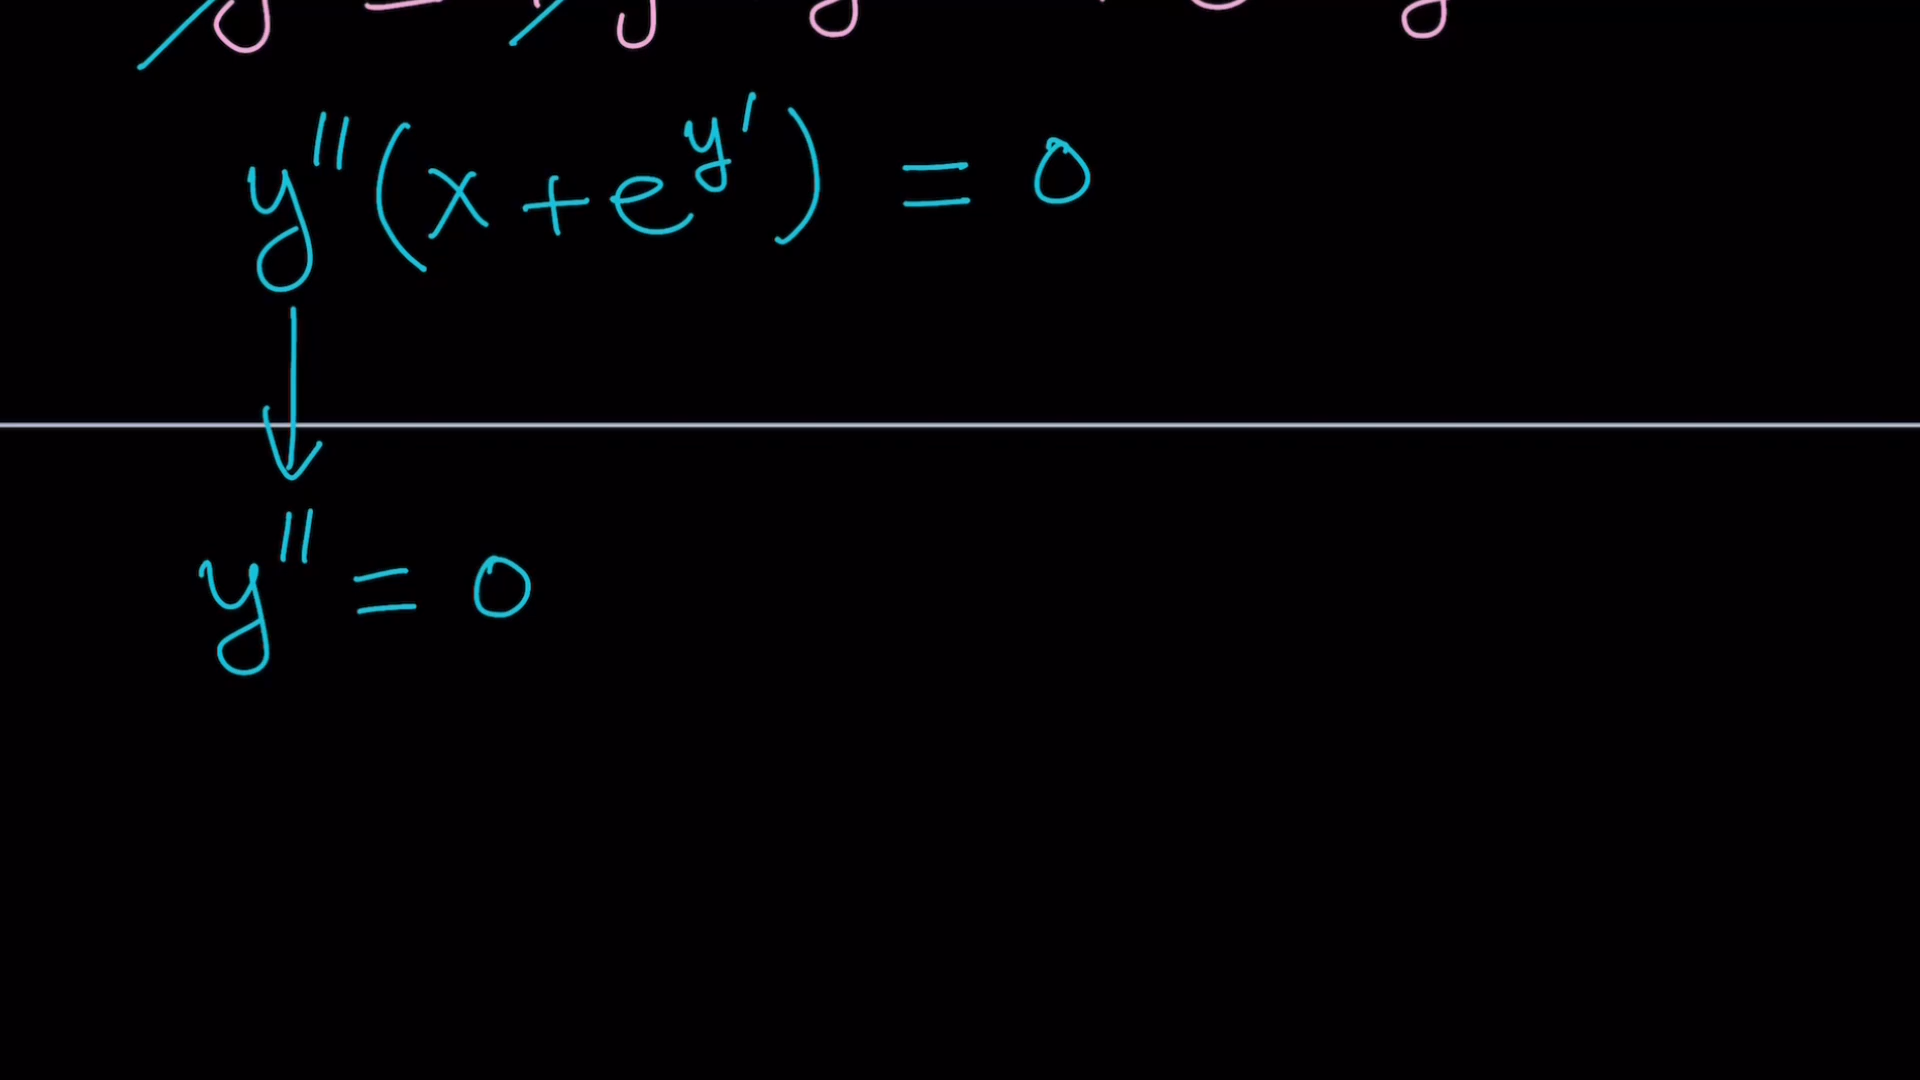 y''(x+e^{y'}) = 0
y'' = 0